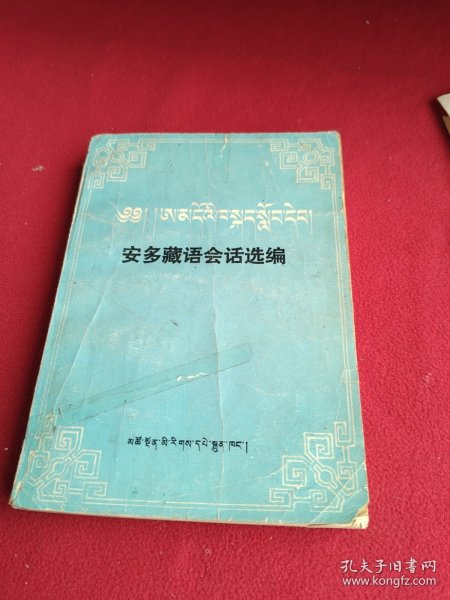 ༄༅། །ཨ་མདོའི་ཁ་སྐད་སློབ་དེབ།
安多藏语会话选编
མཚོ་སྔོན་མི་རིགས་དཔེ་སྐྲུན་ཁང་།
孔夫子旧书网
www.kongfz.com